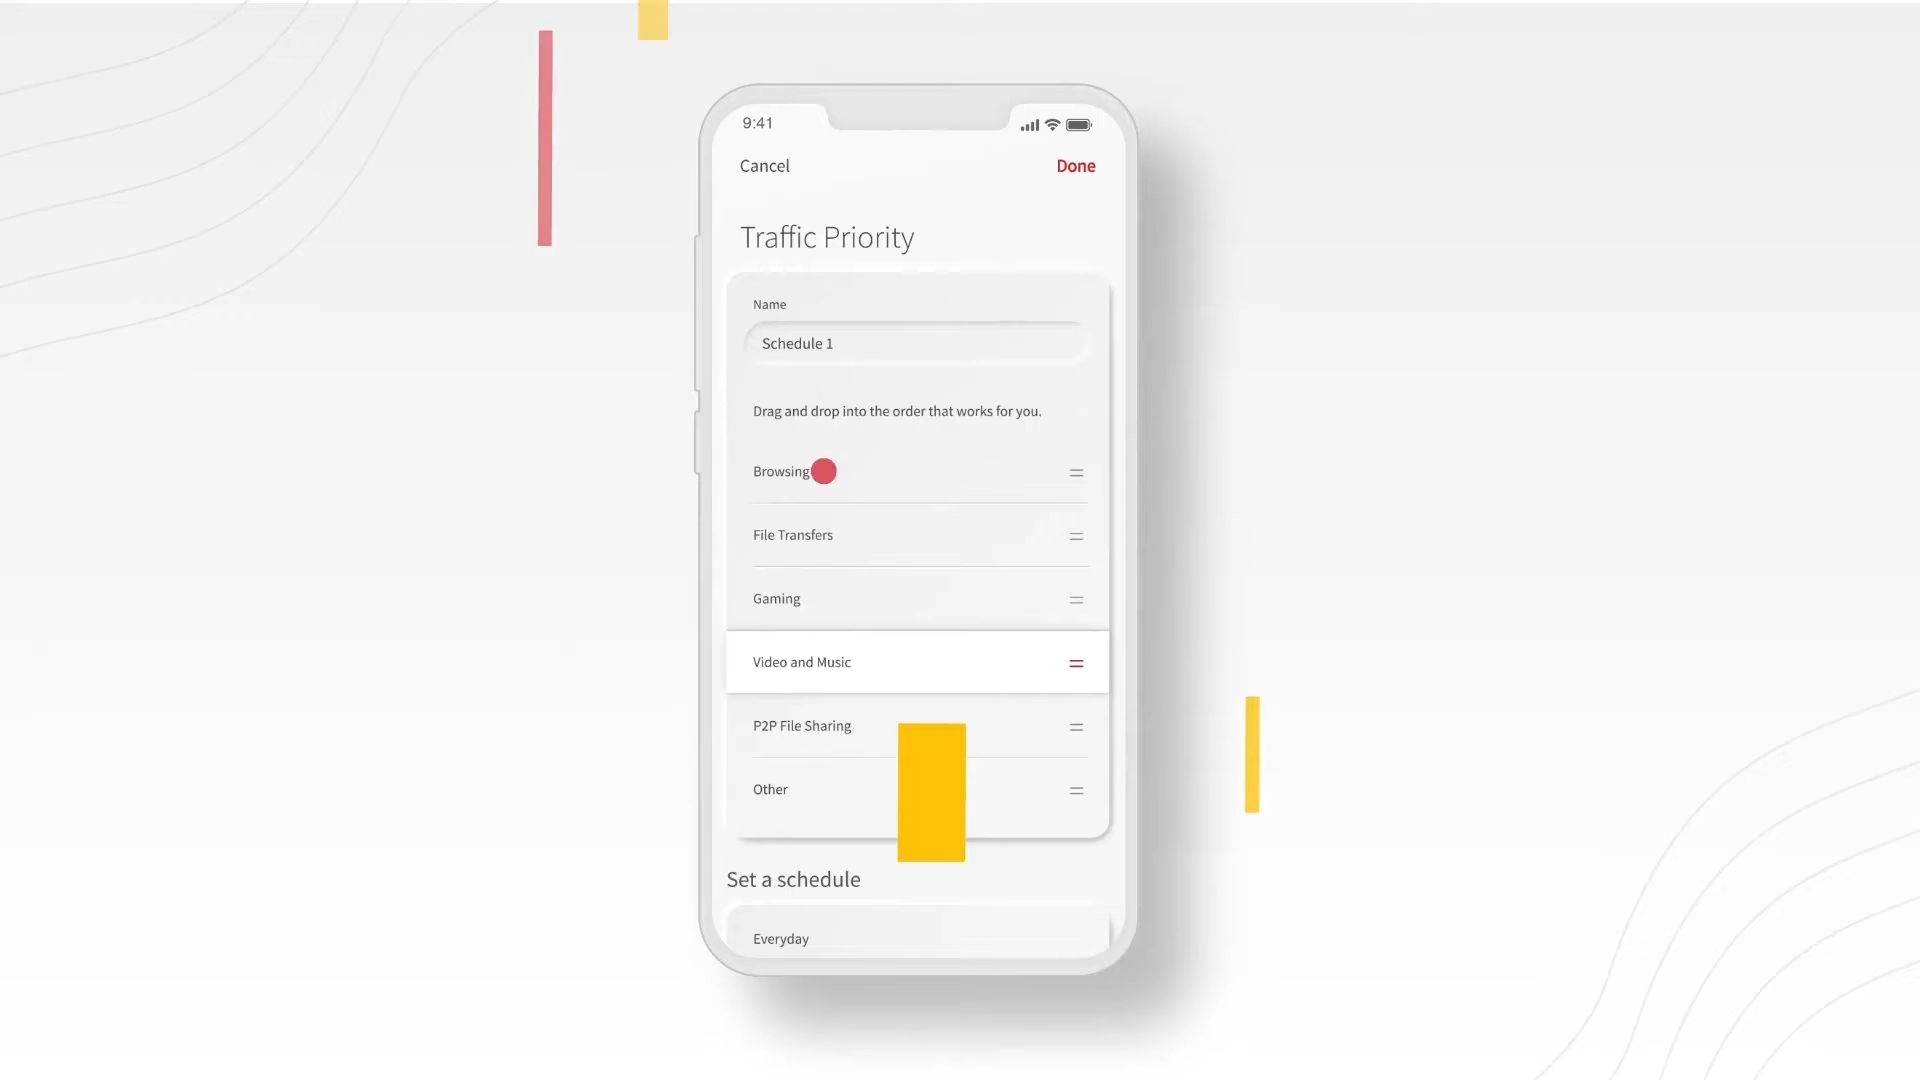 9:41
Cancel
Done
Traffic Priority
Name
Schedule 1
Drag and drop into the order that works for you.
Browsing
File Transfers
Gaming
Video and Music
P2P File Sharing
Other
Set a schedule
Everyday